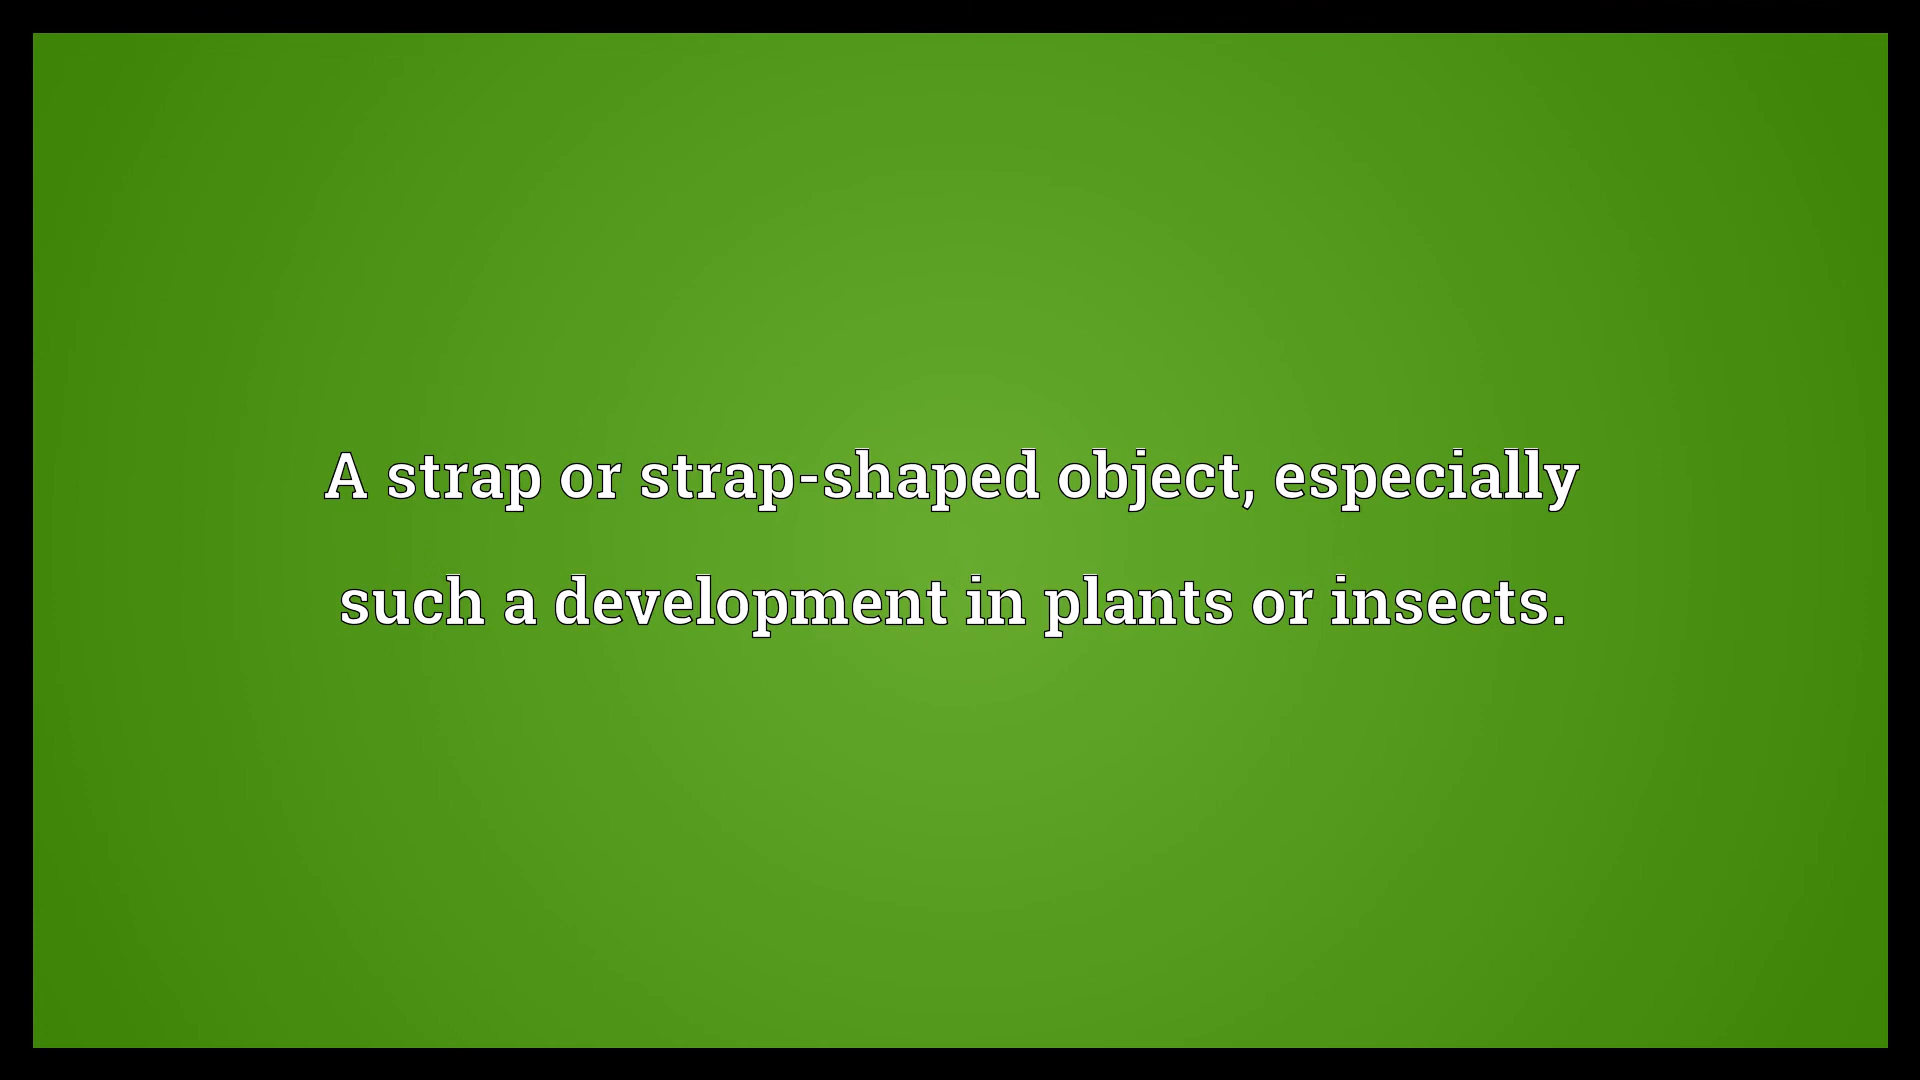 A strap or strap-shaped object, especially
such a development in plants or insects.